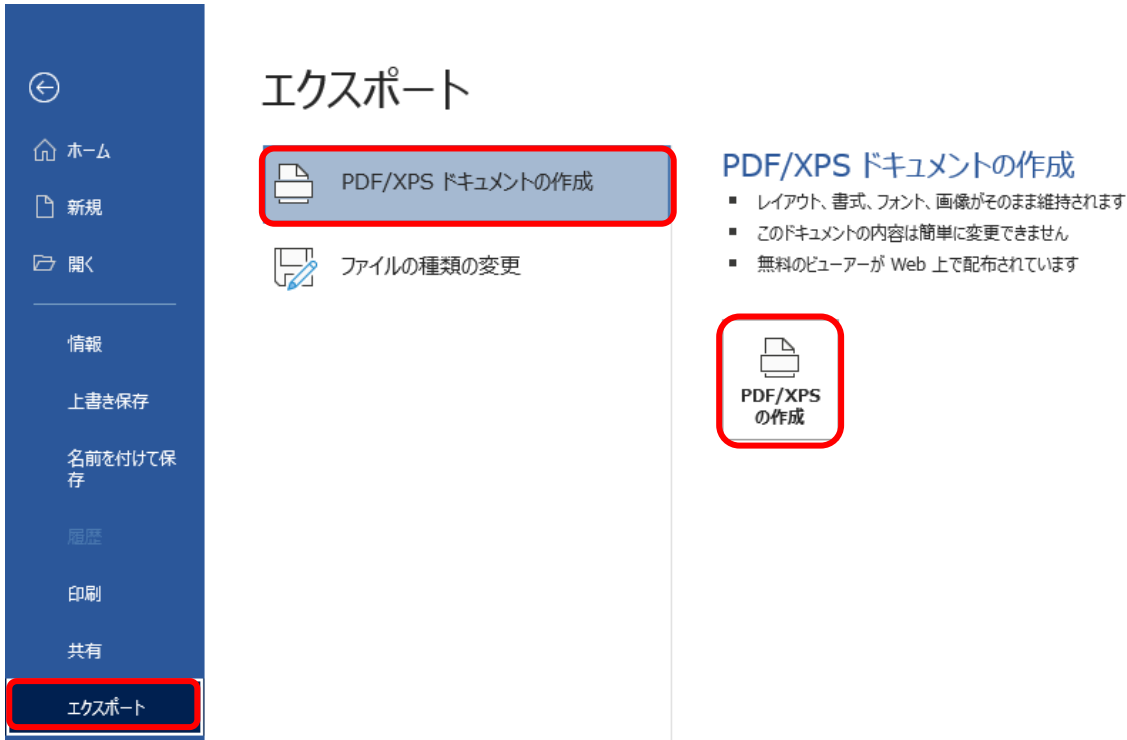 ホーム
新規
開く
情報
上書き保存
名前を付けて保
存
履歴
印刷
共有
エクスポート
エクスポート
PDF/XPS ドキュメントの作成
ファイルの種類の変更
PDF/XPS ドキュメントの作成
レイアウト、書式、フォント、画像がそのまま維持されます
このドキュメントの内容は簡単に変更できません
無料のビューアーが Web 上で配布されています
PDF/XPS
の作成